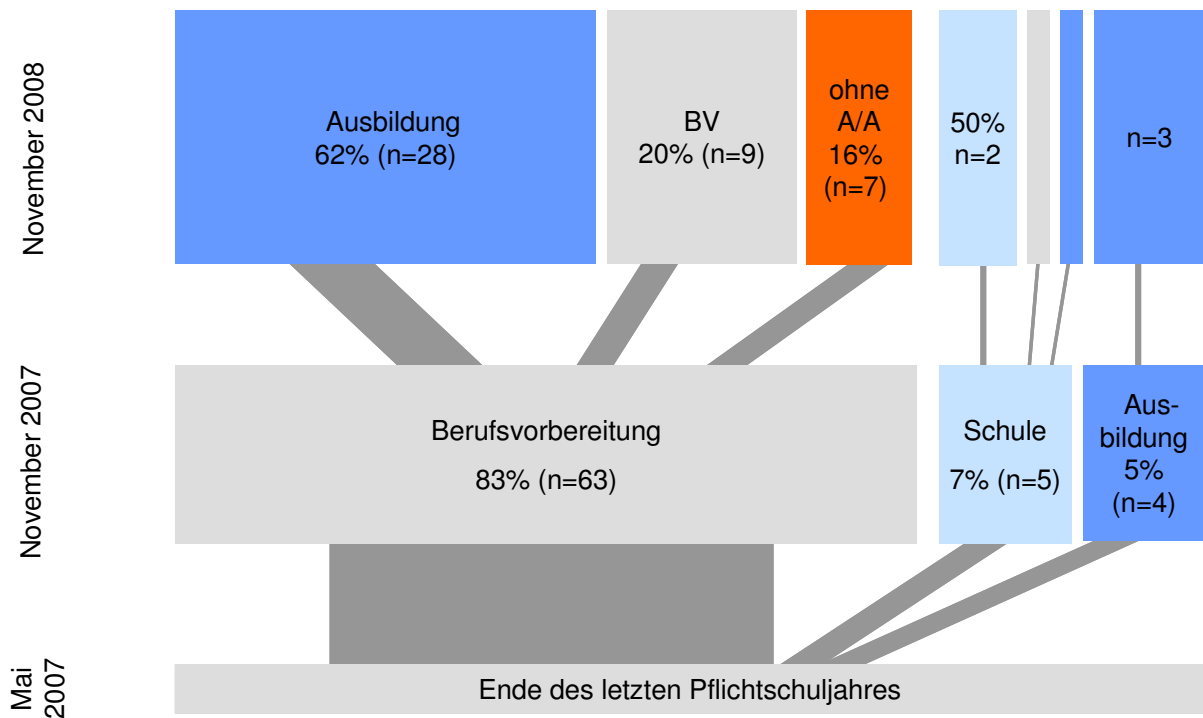 November 2008
Ausbildung
62% (n=28)
BV
20% (n=9)
ohne
A/A
16%
(n=7)
50%
n=2
n=3
November 2007
Berufsvorbereitung
83% (n=63)
Schule
7% (n=5)
Aus-
bildung
5%
(n=4)
Mai
2007
Ende des letzten Pflichtschuljahres